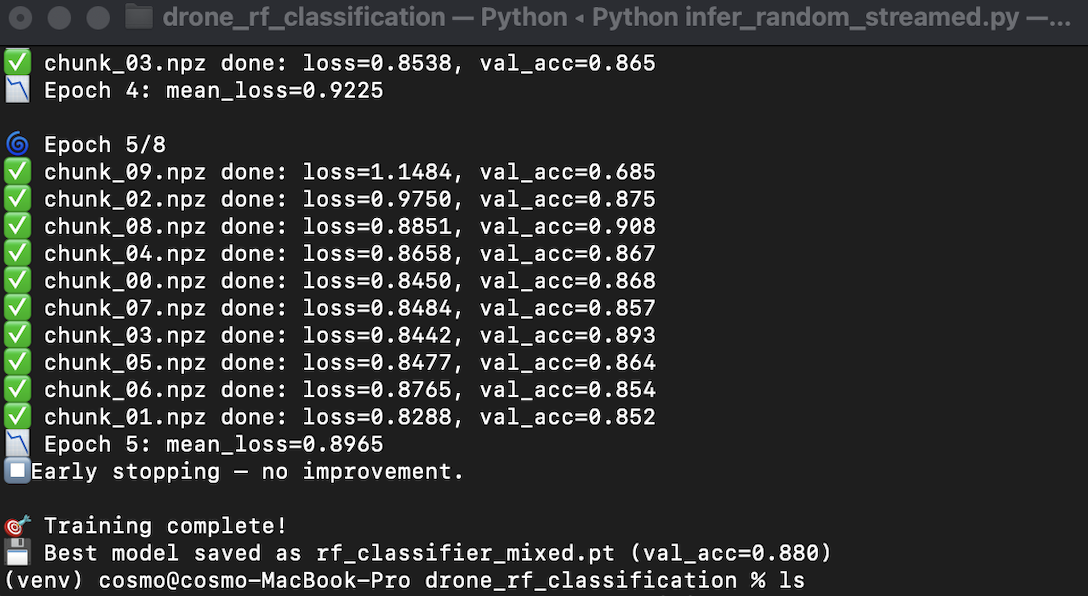 drone_rf_classification — Python ◂ Python infer_random_streamed.py —...
✅ chunk_03.npz done: loss=0.8538, val_acc=0.865
📉 Epoch 4: mean_loss=0.9225
🌀 Epoch 5/8
✅ chunk_09.npz done: loss=1.1484, val_acc=0.685
✅ chunk_02.npz done: loss=0.9750, val_acc=0.875
✅ chunk_08.npz done: loss=0.8851, val_acc=0.908
✅ chunk_04.npz done: loss=0.8658, val_acc=0.867
✅ chunk_00.npz done: loss=0.8450, val_acc=0.868
✅ chunk_07.npz done: loss=0.8484, val_acc=0.857
✅ chunk_03.npz done: loss=0.8442, val_acc=0.893
✅ chunk_05.npz done: loss=0.8477, val_acc=0.864
✅ chunk_06.npz done: loss=0.8765, val_acc=0.854
✅ chunk_01.npz done: loss=0.8288, val_acc=0.852
📉 Epoch 5: mean_loss=0.8965
⏹Early stopping — no improvement.
🎯 Training complete!
💾 Best model saved as rf_classifier_mixed.pt (val_acc=0.880)
(venv) cosmo@cosmo-MacBook-Pro drone_rf_classification % ls